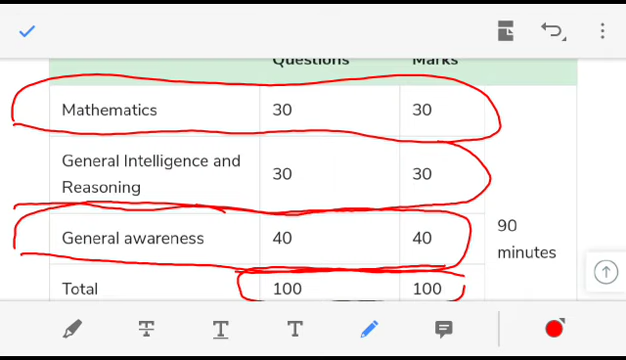 Questions Marks
Mathematics 30 30
General Intelligence and 30 30
Reasoning
General awareness 40 40
90
minutes
Total 100 100
T T T